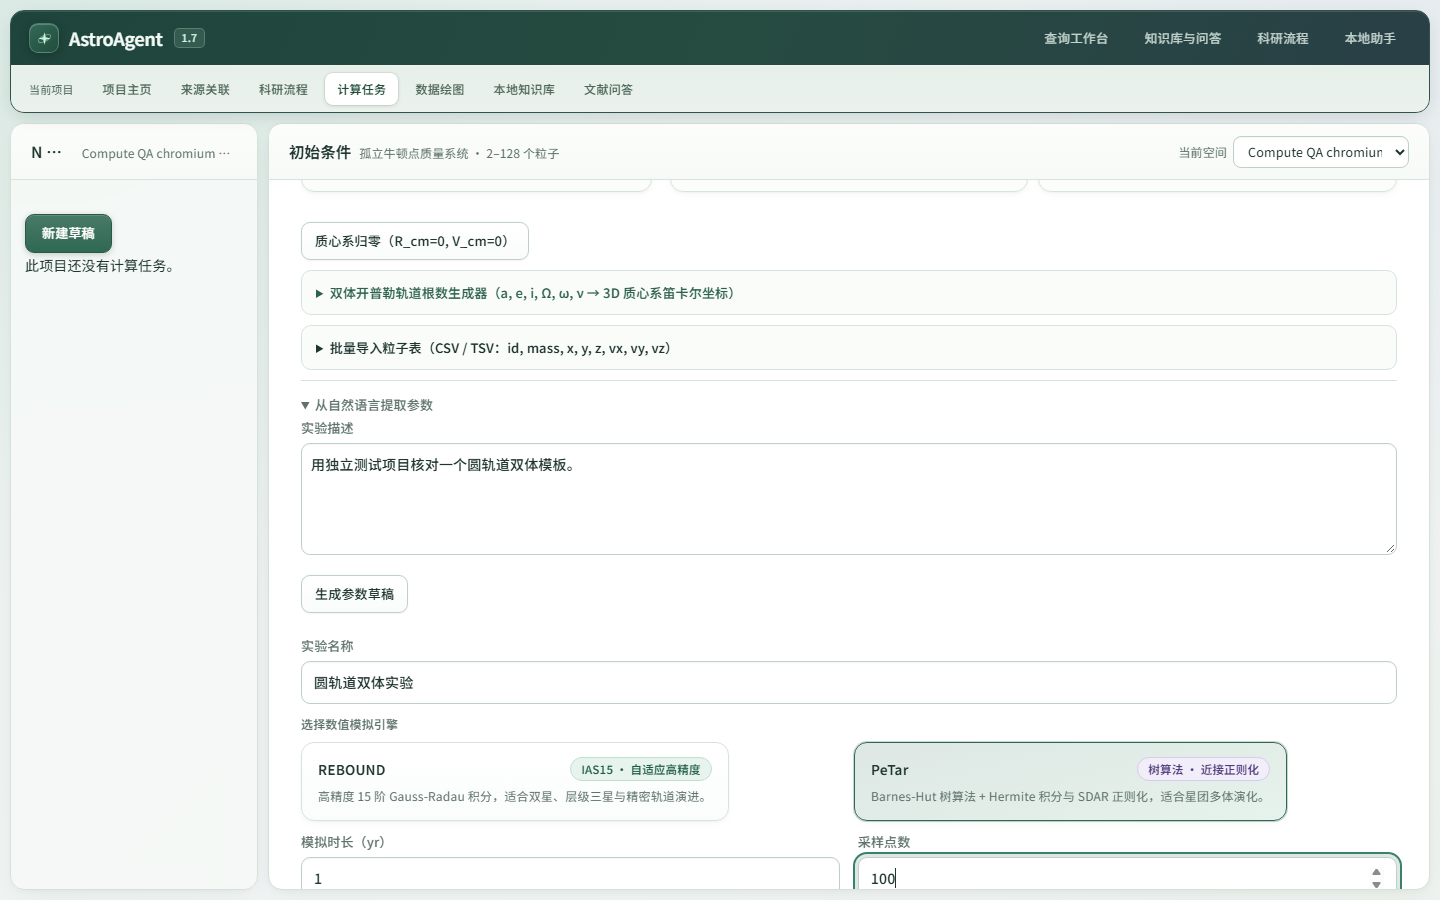 AstroAgent 1.7 查询工作台 知识库与问答 科研流程 本地助手
当前项目 项目主页 来源关联 科研流程 计算任务 数据绘图 本地知识库 文献问答
N ··· Compute QA chromium ···
新建草稿
此项目还没有计算任务。
初始条件 孤立牛顿点质量系统 · 2–128 个粒子 当前空间 Compute QA chromiun
质心系归零（R_cm=0, V_cm=0）
▶ 双体开普勒轨道根数生成器（a, e, i, Ω, ω, ν → 3D 质心系笛卡尔坐标）
▶ 批量导入粒子表（CSV / TSV：id, mass, x, y, z, vx, vy, vz）
▼ 从自然语言提取参数
实验描述
用独立测试项目核对一个圆轨道双体模板。
生成参数草稿
实验名称
圆轨道双体实验
选择数值模拟引擎
REBOUND IAS15 · 自适应高精度
高精度 15 阶 Gauss-Radau 积分，适合双星、层级三星与精密轨道演进。
PeTar 树算法 · 近接正则化
Barnes-Hut 树算法 + Hermite 积分与 SDAR 正则化，适合星团多体演化。
模拟时长（yr） 采样点数
1 100